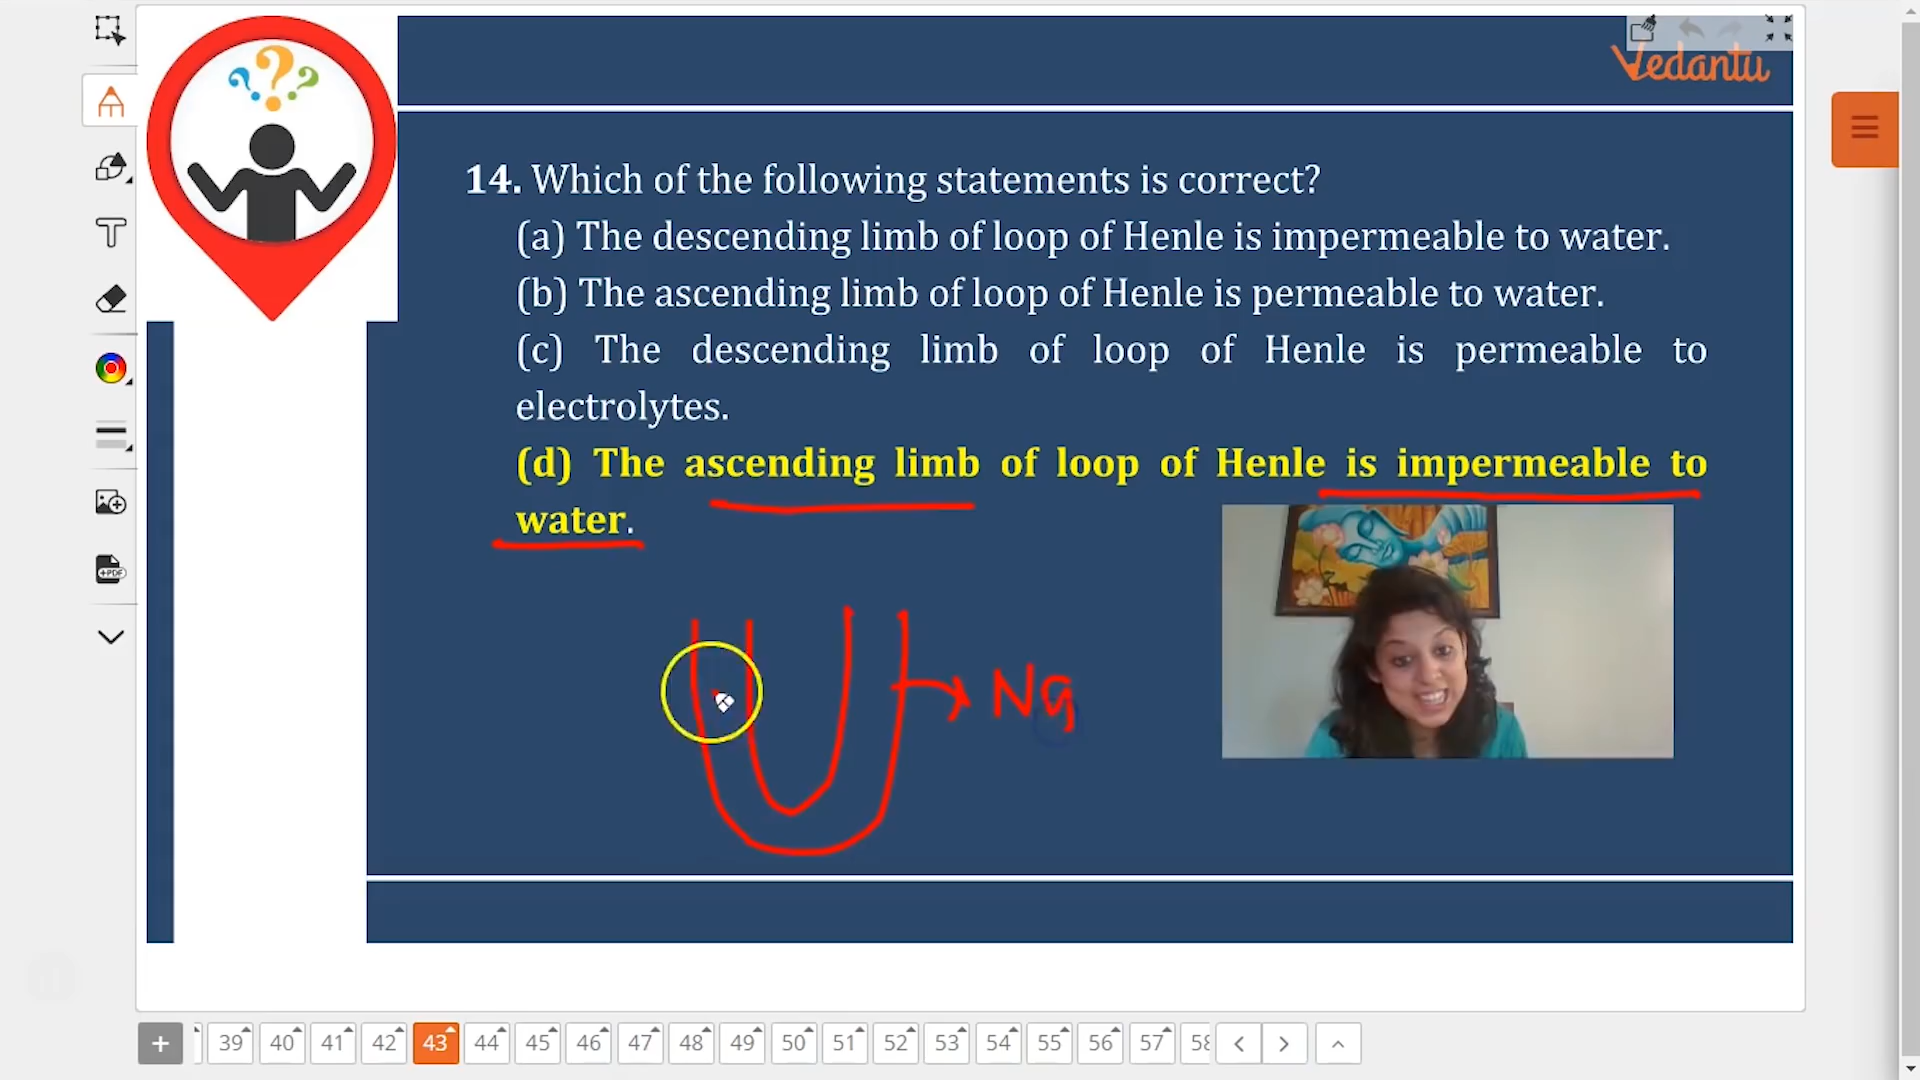 Vedantu
14. Which of the following statements is correct?
(a) The descending limb of loop of Henle is impermeable to water.
(b) The ascending limb of loop of Henle is permeable to water.
(c) The descending limb of loop of Henle is permeable to
electrolytes.
(d) The ascending limb of loop of Henle is impermeable to
water.
Na
+PDF
39 40 41 42 43 44 45 46 47 48 49 50 51 52 53 54 55 56 57